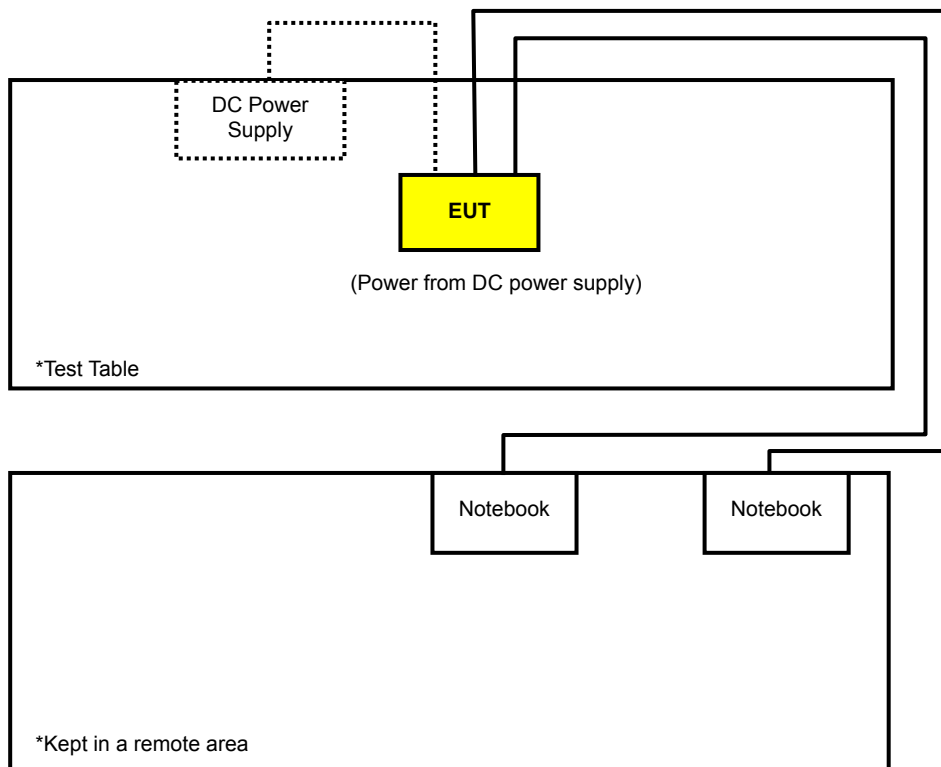 DC Power
Supply
EUT
(Power from DC power supply)
*Test Table
Notebook
Notebook
*Kept in a remote area